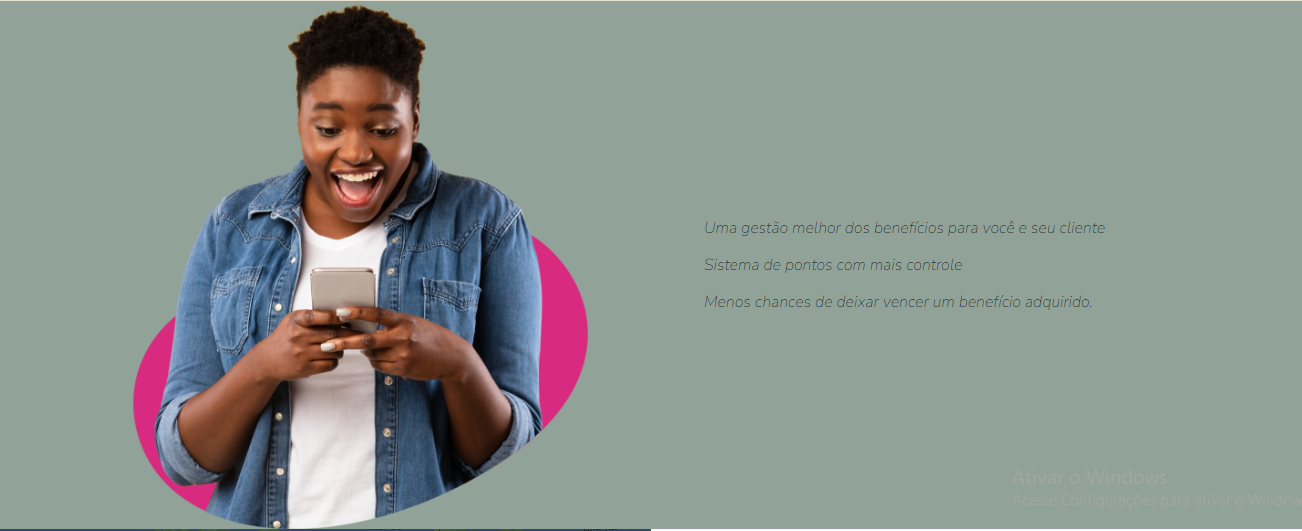 Uma gestão melhor dos benefícios para você e seu cliente
Sistema de pontos com mais controle
Menos chances de deixar vencer um benefício adquirido.
Ativar o Windows
Acesse Configurações para ativar o